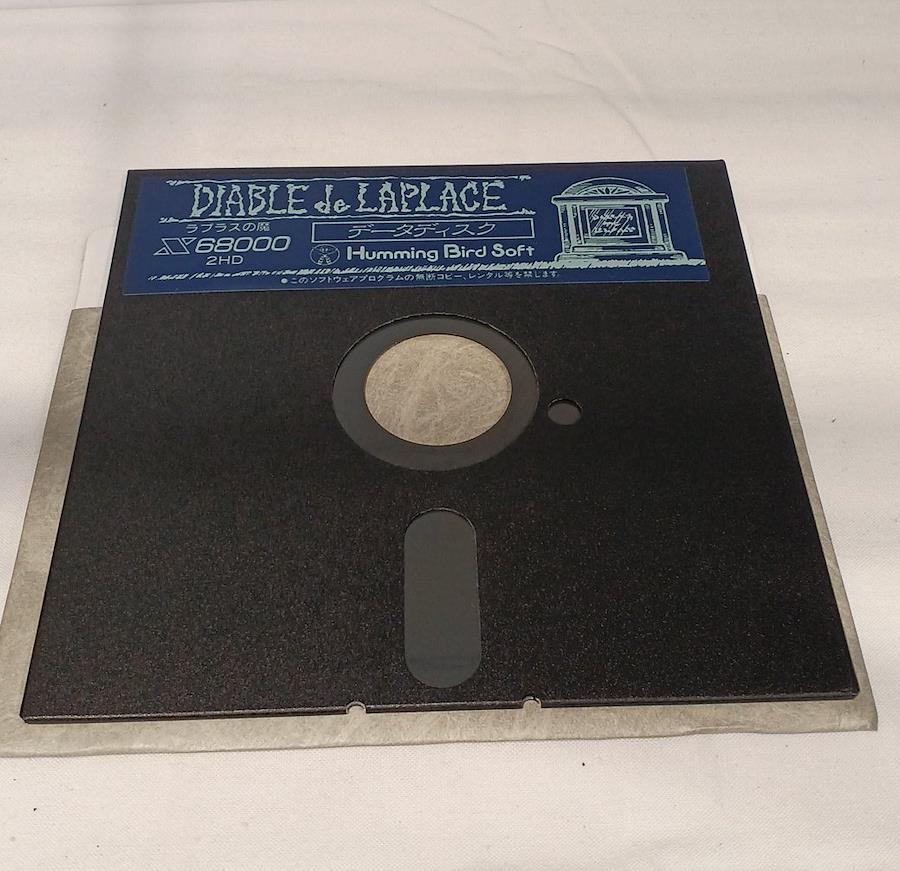 DIABLE de LAPLACE
ラプラスの魔
データディスク
X68000
2HD
Humming Bird Soft
●このソフトウェアプログラムの無断コピー、レンタル等を禁じます。